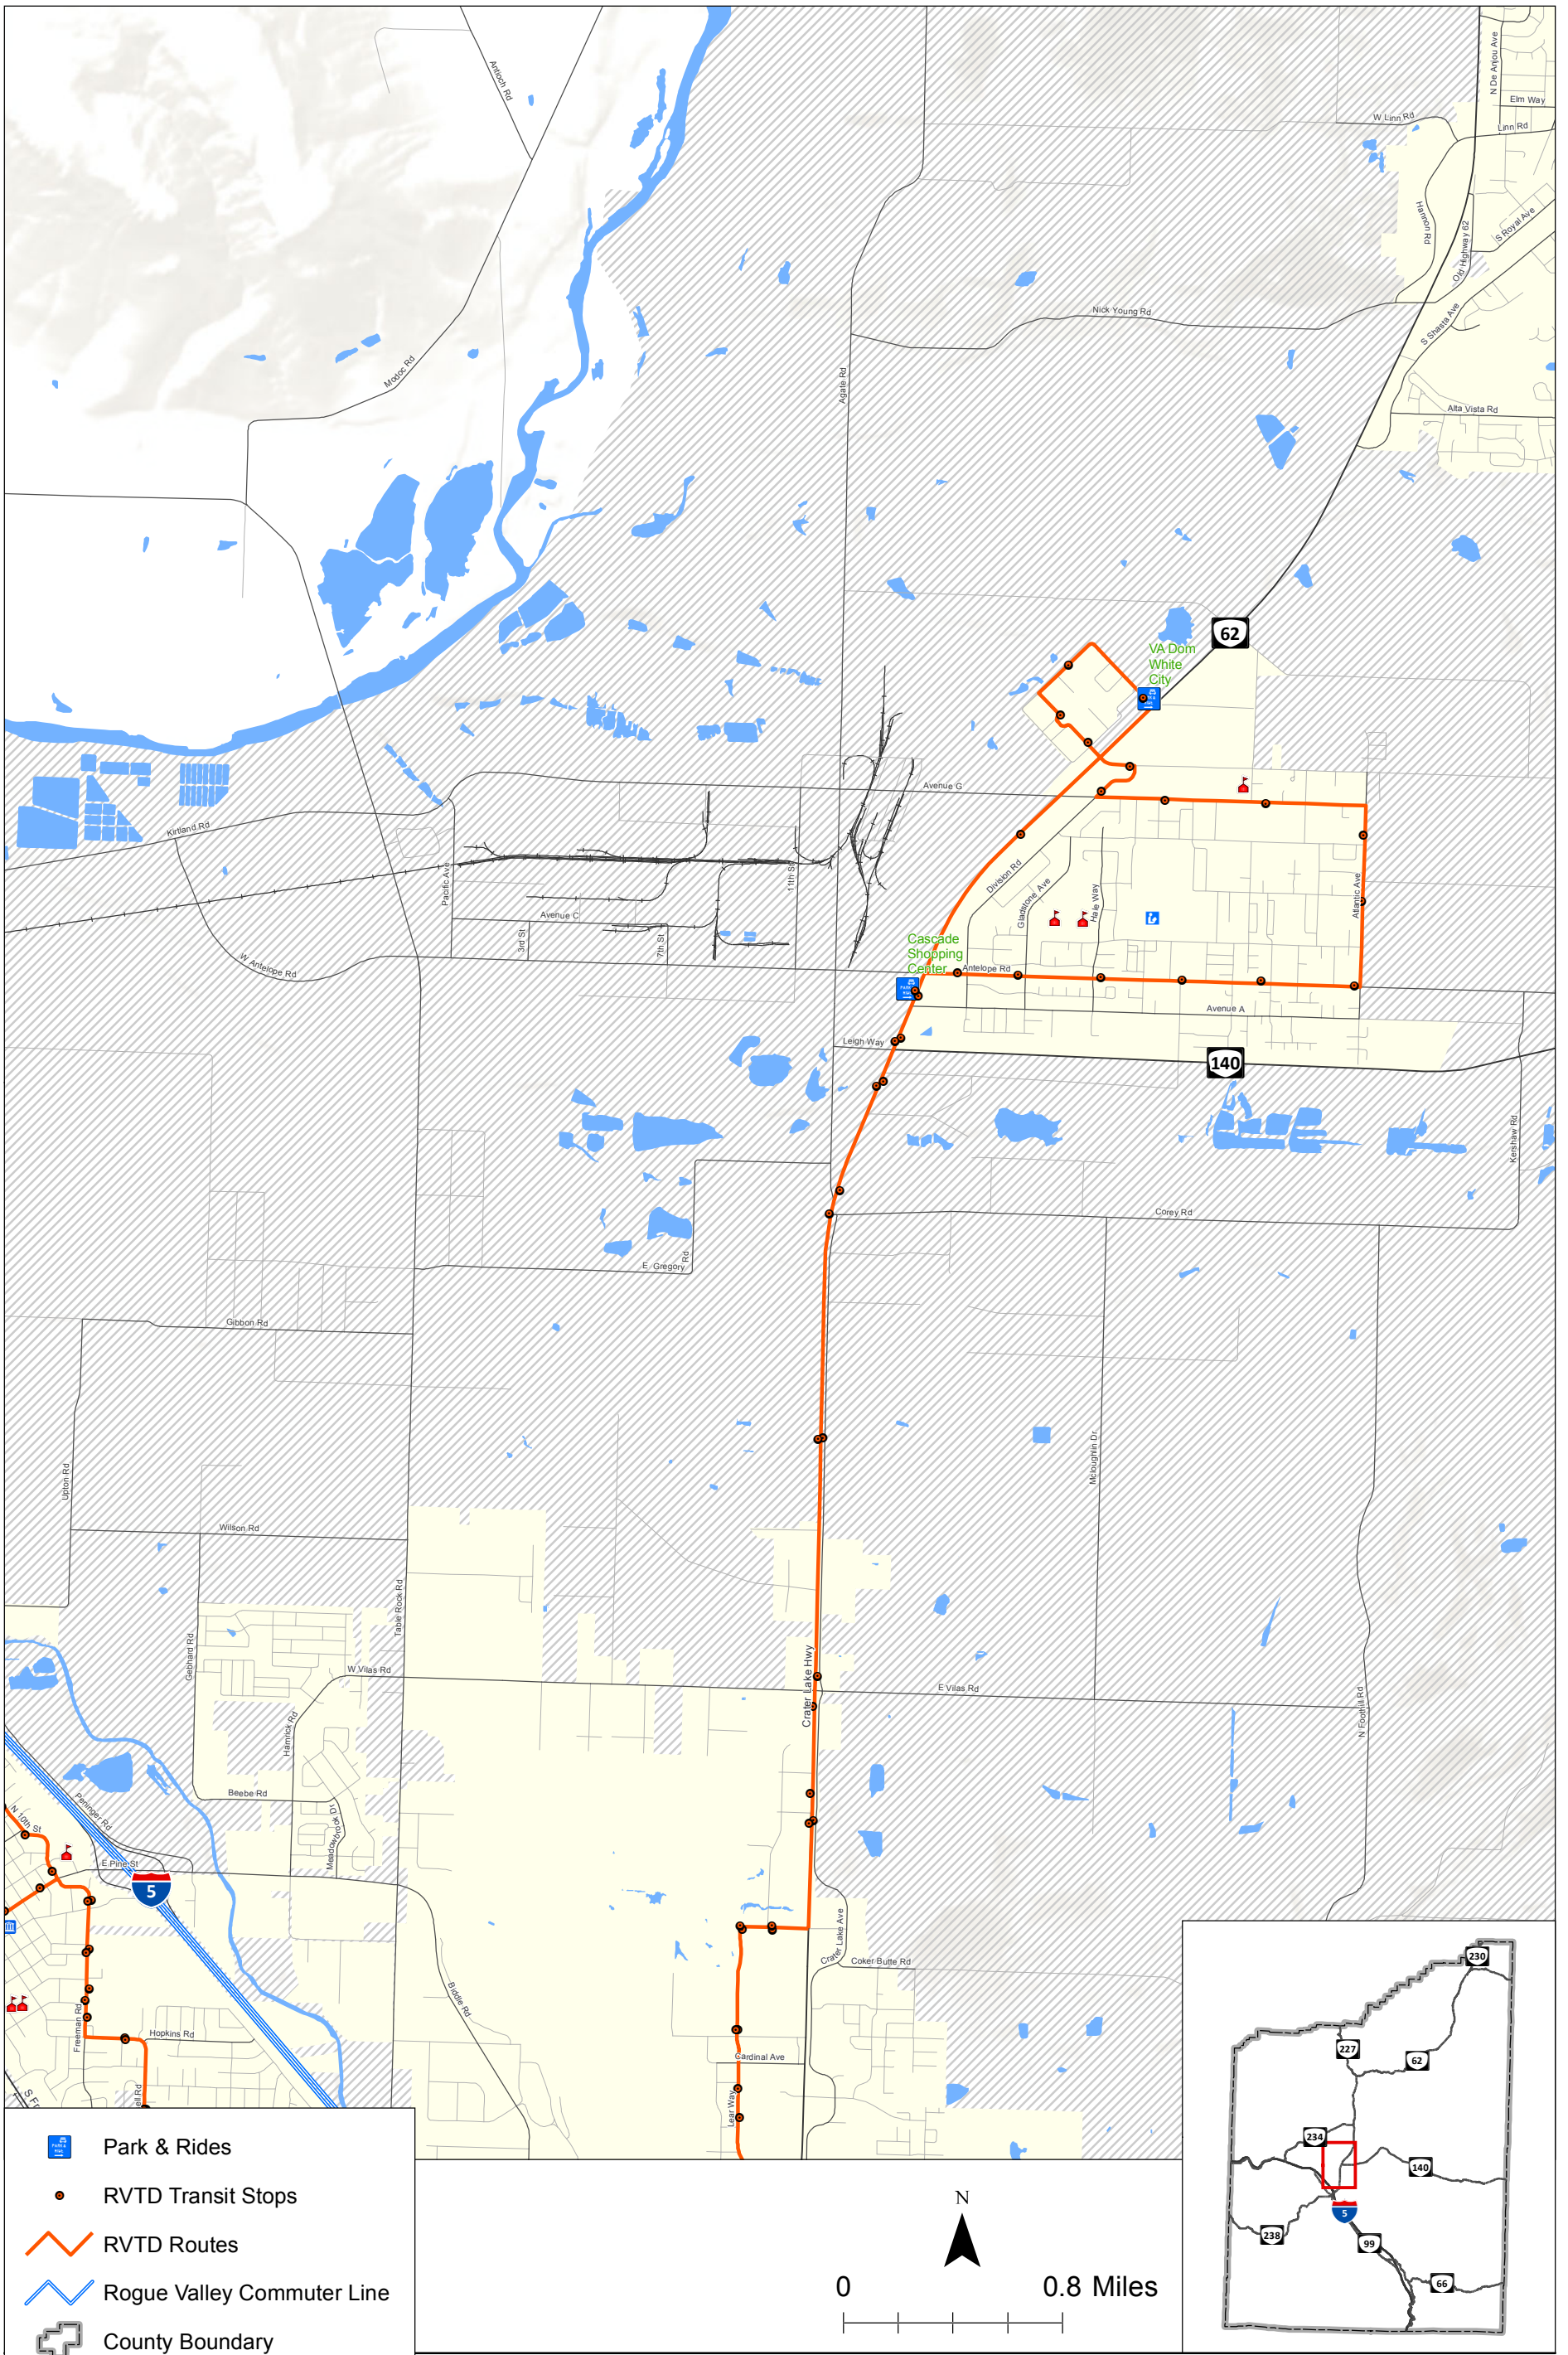 Antioch Rd
N De Anjou Ave
Elm Way
W Linn Rd
Linn Rd
Hannon Rd
Old Highway 62
S Royal Ave
Nick Young Rd
S Shasta Ave
Modoc Rd
Agate Rd
Alta Vista Rd
62
VA Dom
White
City
Avenue G
Kirtland Rd
Pacific Ave
11th St
Division Rd
Gladstone Ave
Hale Way
Atlantic Ave
Avenue C
3rd St
7th St
Cascade
Shopping
Center
W Antelope Rd
Antelope Rd
Avenue A
Leigh Way
140
Kershaw Rd
Corey Rd
E Gregory
Rd
Gibbon Rd
Upton Rd
Mcloughlin Dr
Wilson Rd
Table Rock Rd
Gebhard Rd
W Vilas Rd
Crater Lake Hwy
E Vilas Rd
N Foothill Rd
Hamrick Rd
Beebe Rd
Peninger Rd
N 10th St
Meadowbrook Dr
E Pine St
5
Crater Lake Ave
Coker Butte Rd
Biddle Rd
Freeman Rd
Hopkins Rd
Cardinal Ave
ell Rd
Lear Way
S Fr
Park & Rides
RVTD Transit Stops
RVTD Routes
Rogue Valley Commuter Line
County Boundary
N
0 0.8 Miles
230
227
62
234
140
5
238
99
66